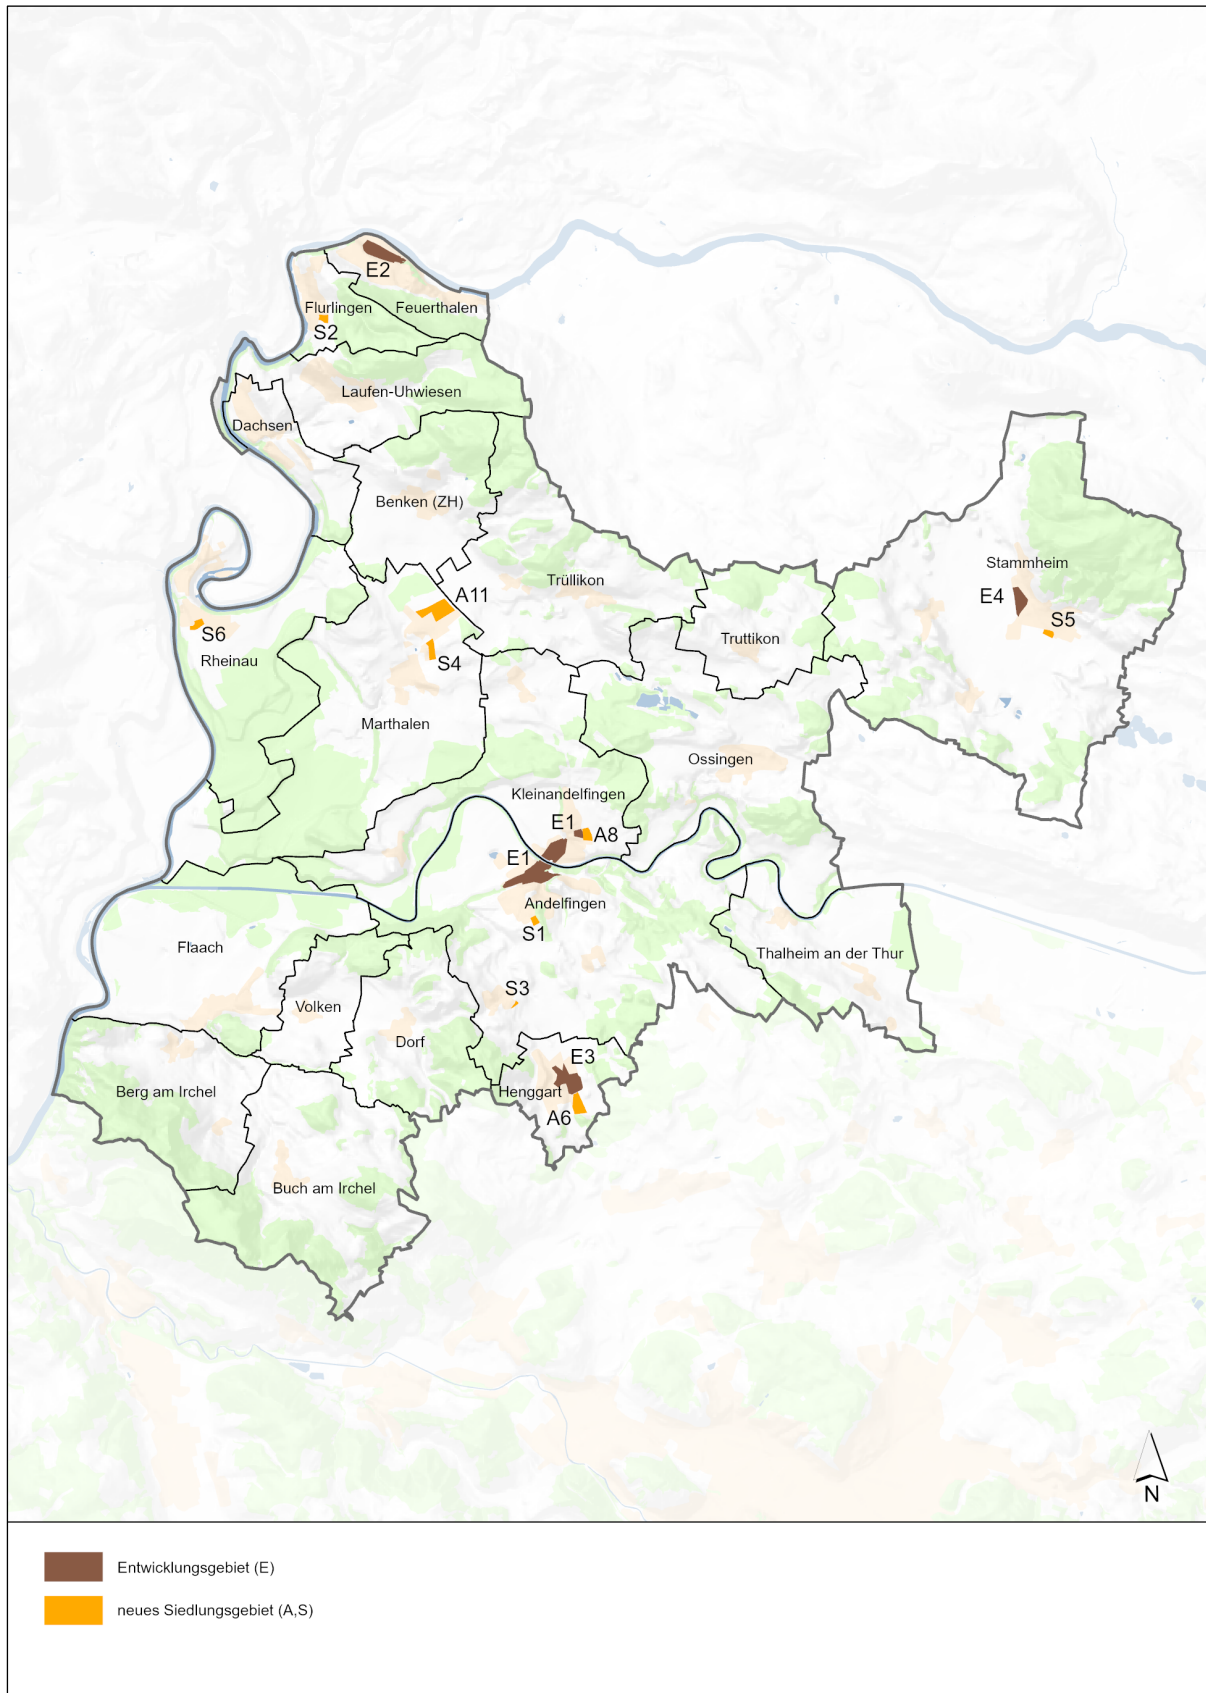 E2
Flurlingen
Feuerthalen
S2
Laufen-Uhwiesen
Dachsen
Benken (ZH)
Stammheim
Trüllikon
E4
A11
S5
S6
Truttikon
Rheinau
S4
Marthalen
Ossingen
Kleinandelfingen
E1
A8
E1
Andelfingen
S1
Flaach
Thalheim an der Thur
S3
Volken
Dorf
E3
Berg am Irchel
Henggart
A6
Buch am Irchel
N
Entwicklungsgebiet (E)
neues Siedlungsgebiet (A,S)